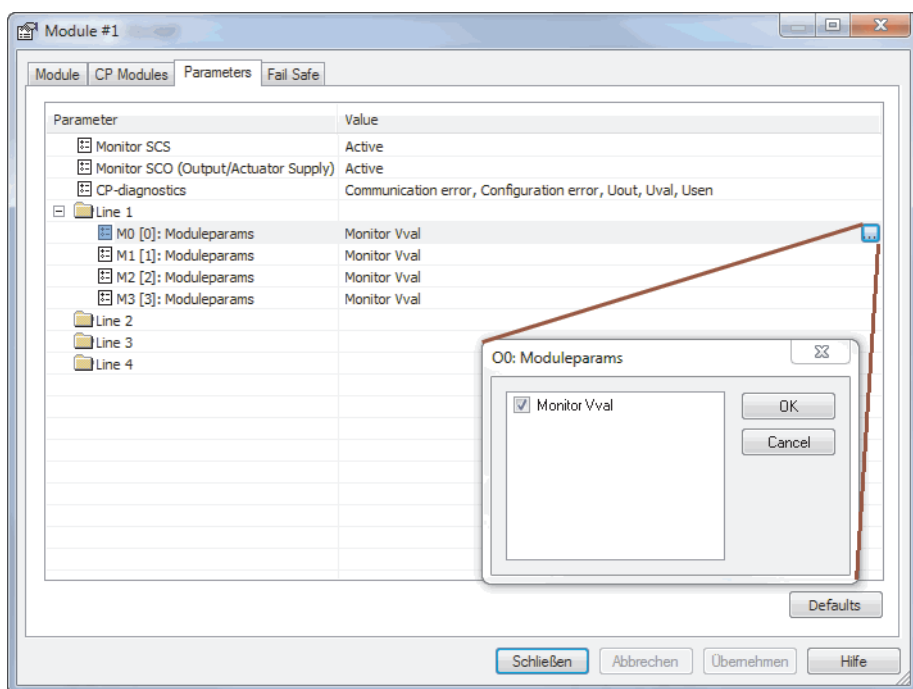 Module #1
Module CP Modules Parameters Fail Safe
Parameter Value
Monitor SCS Active
Monitor SCO (Output/Actuator Supply) Active
CP-diagnostics Communication error, Configuration error, Uout, Uval, Usen
Line 1
M0 [0]: Moduleparams Monitor Vval
M1 [1]: Moduleparams Monitor Vval
M2 [2]: Moduleparams Monitor Vval
M3 [3]: Moduleparams Monitor Vval
Line 2
Line 3
Line 4
O0: Moduleparams
Monitor Vval
OK
Cancel
Defaults
Schließen Abbrechen Übernehmen Hilfe